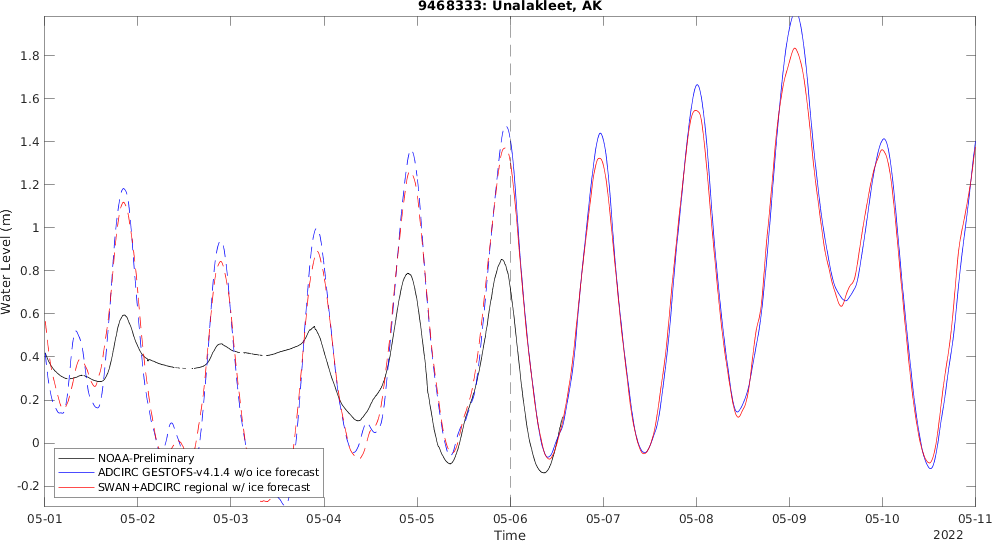 9468333: Unalakleet, AK
Water Level (m)
1.8
1.6
1.4
1.2
1
0.8
0.6
0.4
0.2
0
-0.2
NOAA-Preliminary
ADCIRC GESTOFS-v4.1.4 w/o ice forecast
SWAN+ADCIRC regional w/ ice forecast
05-01 05-02 05-03 05-04 05-05 05-06 05-07 05-08 05-09 05-10 05-11
Time
2022